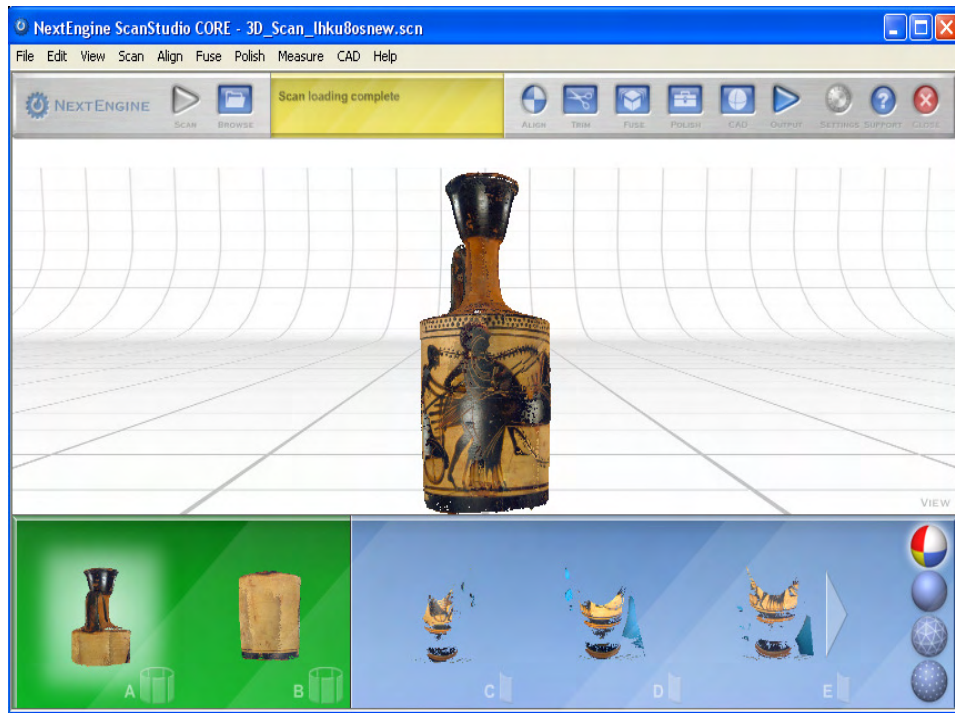 NextEngine ScanStudio CORE - 3D_Scan_lhku8osnew.scn
File Edit View Scan Align Fuse Polish Measure CAD Help
NEXTENGINE
SCAN
BROWSE
Scan loading complete
ALIGN
TRIM
FUSE
POLISH
CAD
OUTPUT
SETTINGS
SUPPORT
CLOSE
VIEW
A
B
C
D
E